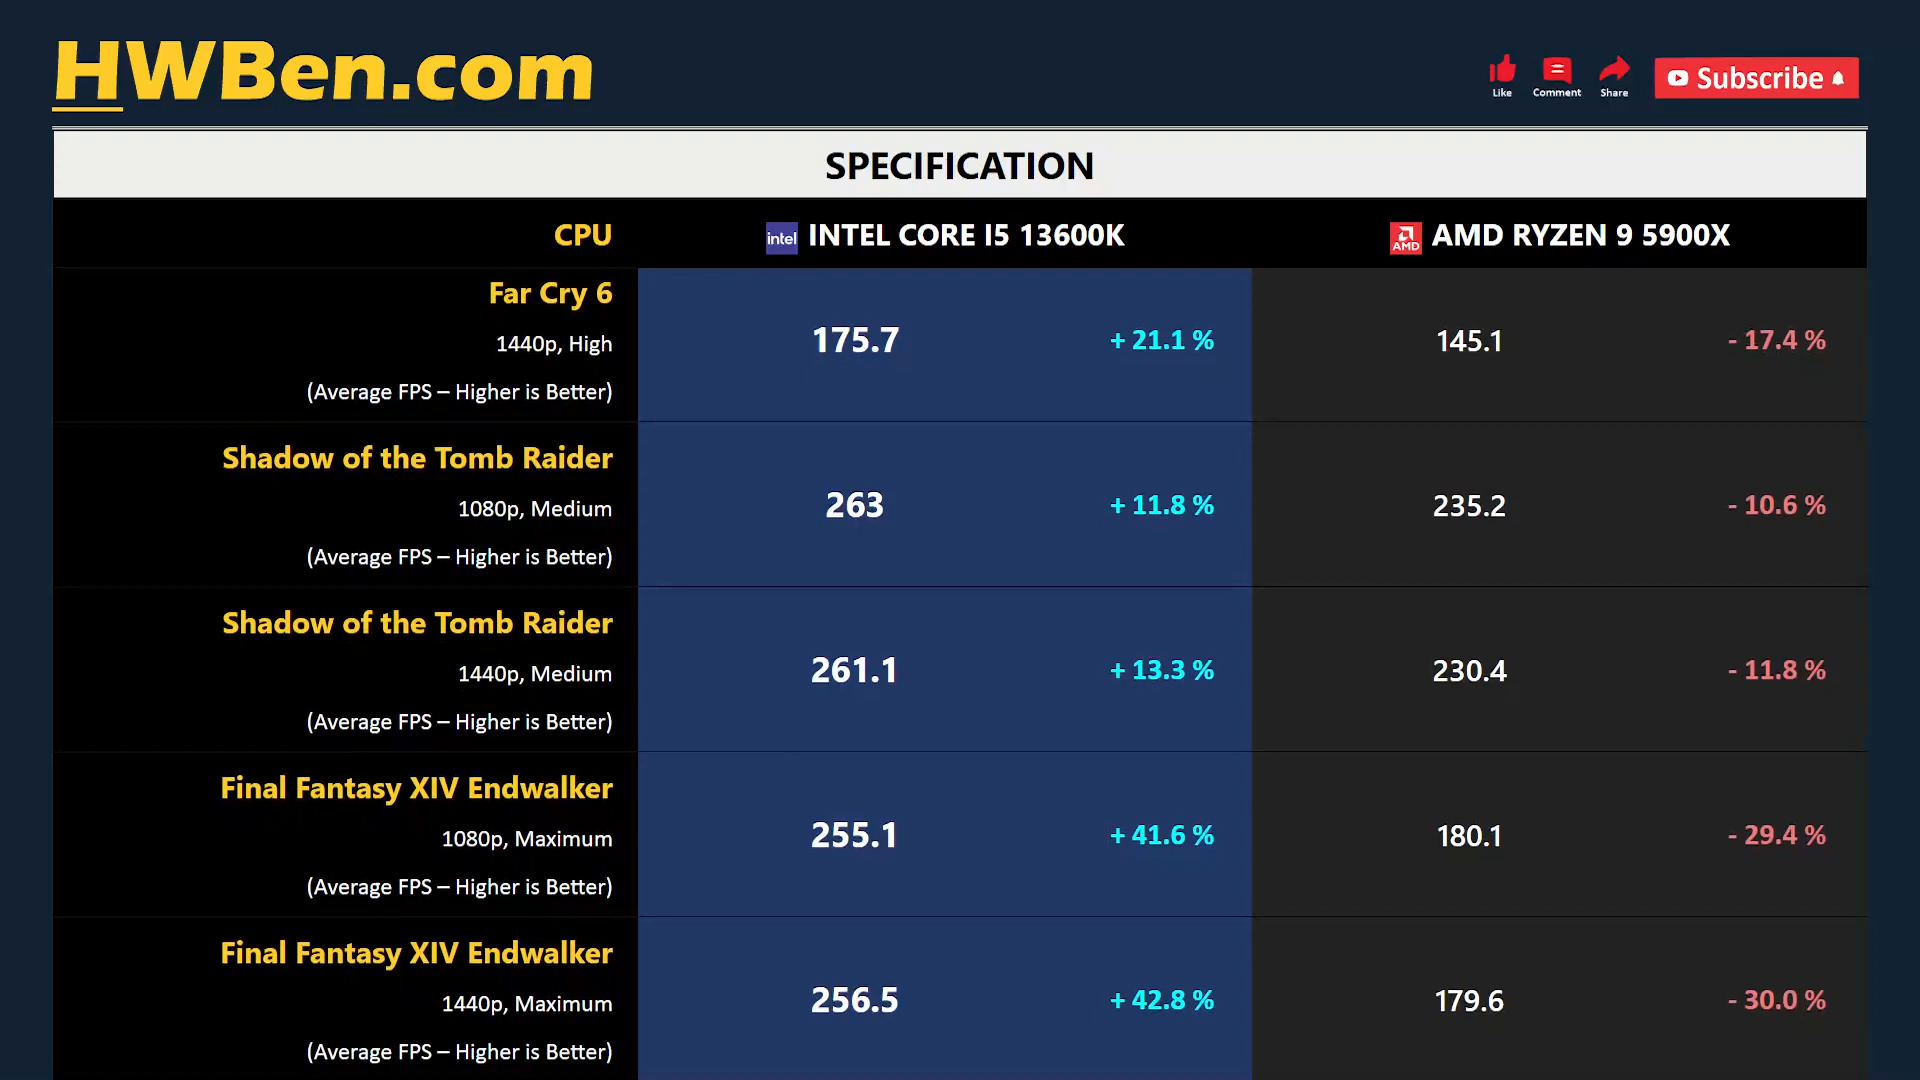 HWBen.com
Like Comment Share Subscribe
SPECIFICATION
CPU intel INTEL CORE I5 13600K AMD AMD RYZEN 9 5900X
Far Cry 6
1440p, High
(Average FPS – Higher is Better)
175.7 + 21.1 % 145.1 - 17.4 %
Shadow of the Tomb Raider
1080p, Medium
(Average FPS – Higher is Better)
263 + 11.8 % 235.2 - 10.6 %
Shadow of the Tomb Raider
1440p, Medium
(Average FPS – Higher is Better)
261.1 + 13.3 % 230.4 - 11.8 %
Final Fantasy XIV Endwalker
1080p, Maximum
(Average FPS – Higher is Better)
255.1 + 41.6 % 180.1 - 29.4 %
Final Fantasy XIV Endwalker
1440p, Maximum
(Average FPS – Higher is Better)
256.5 + 42.8 % 179.6 - 30.0 %